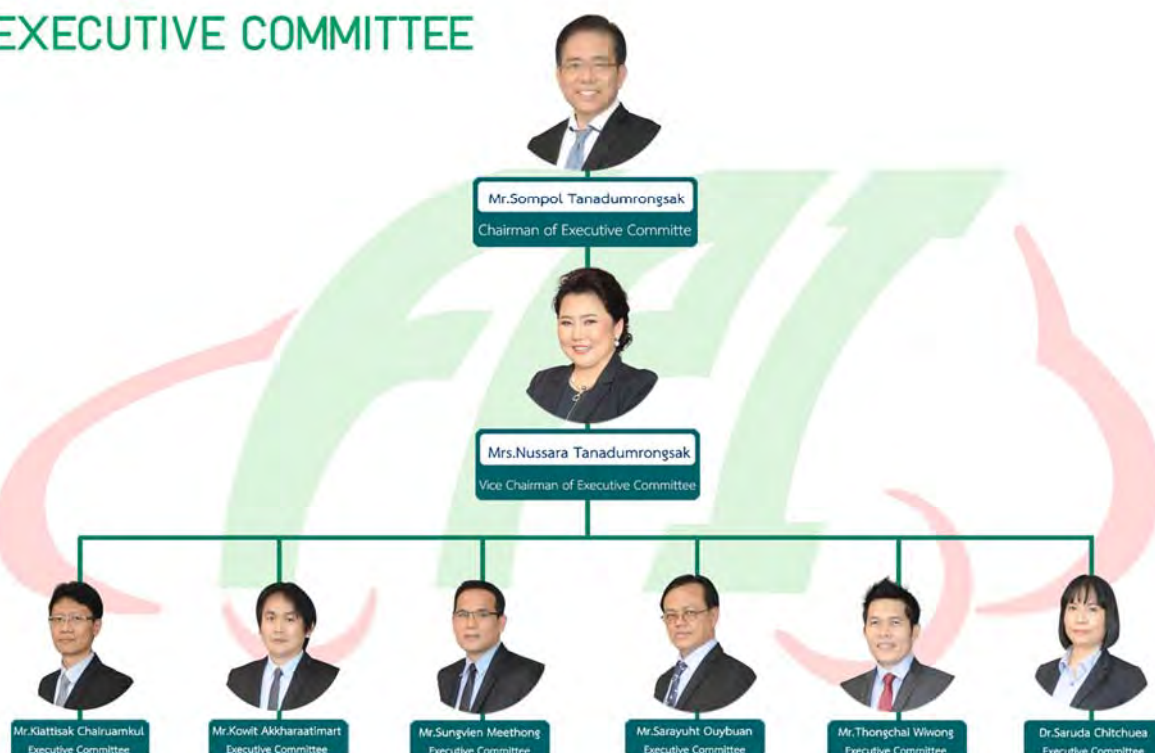 EXECUTIVE COMMITTEE
Mr.Sompol Tanadumrongsak
Chairman of Executive Committe
Mrs.Nussara Tanadumrongsak
Vice Chairman of Executive Committee
Mr.Kiattisak Chairuamkul
Executive Committee
Mr.Kowit Akkharaatimart
Executive Committee
Mr.Sungvien Meethong
Executive Committee
Mr.Sarayuht Ouybuan
Executive Committee
Mr.Thongchai Wiwong
Executive Committee
Dr.Saruda Chitchuea
Executive Committee
FPI